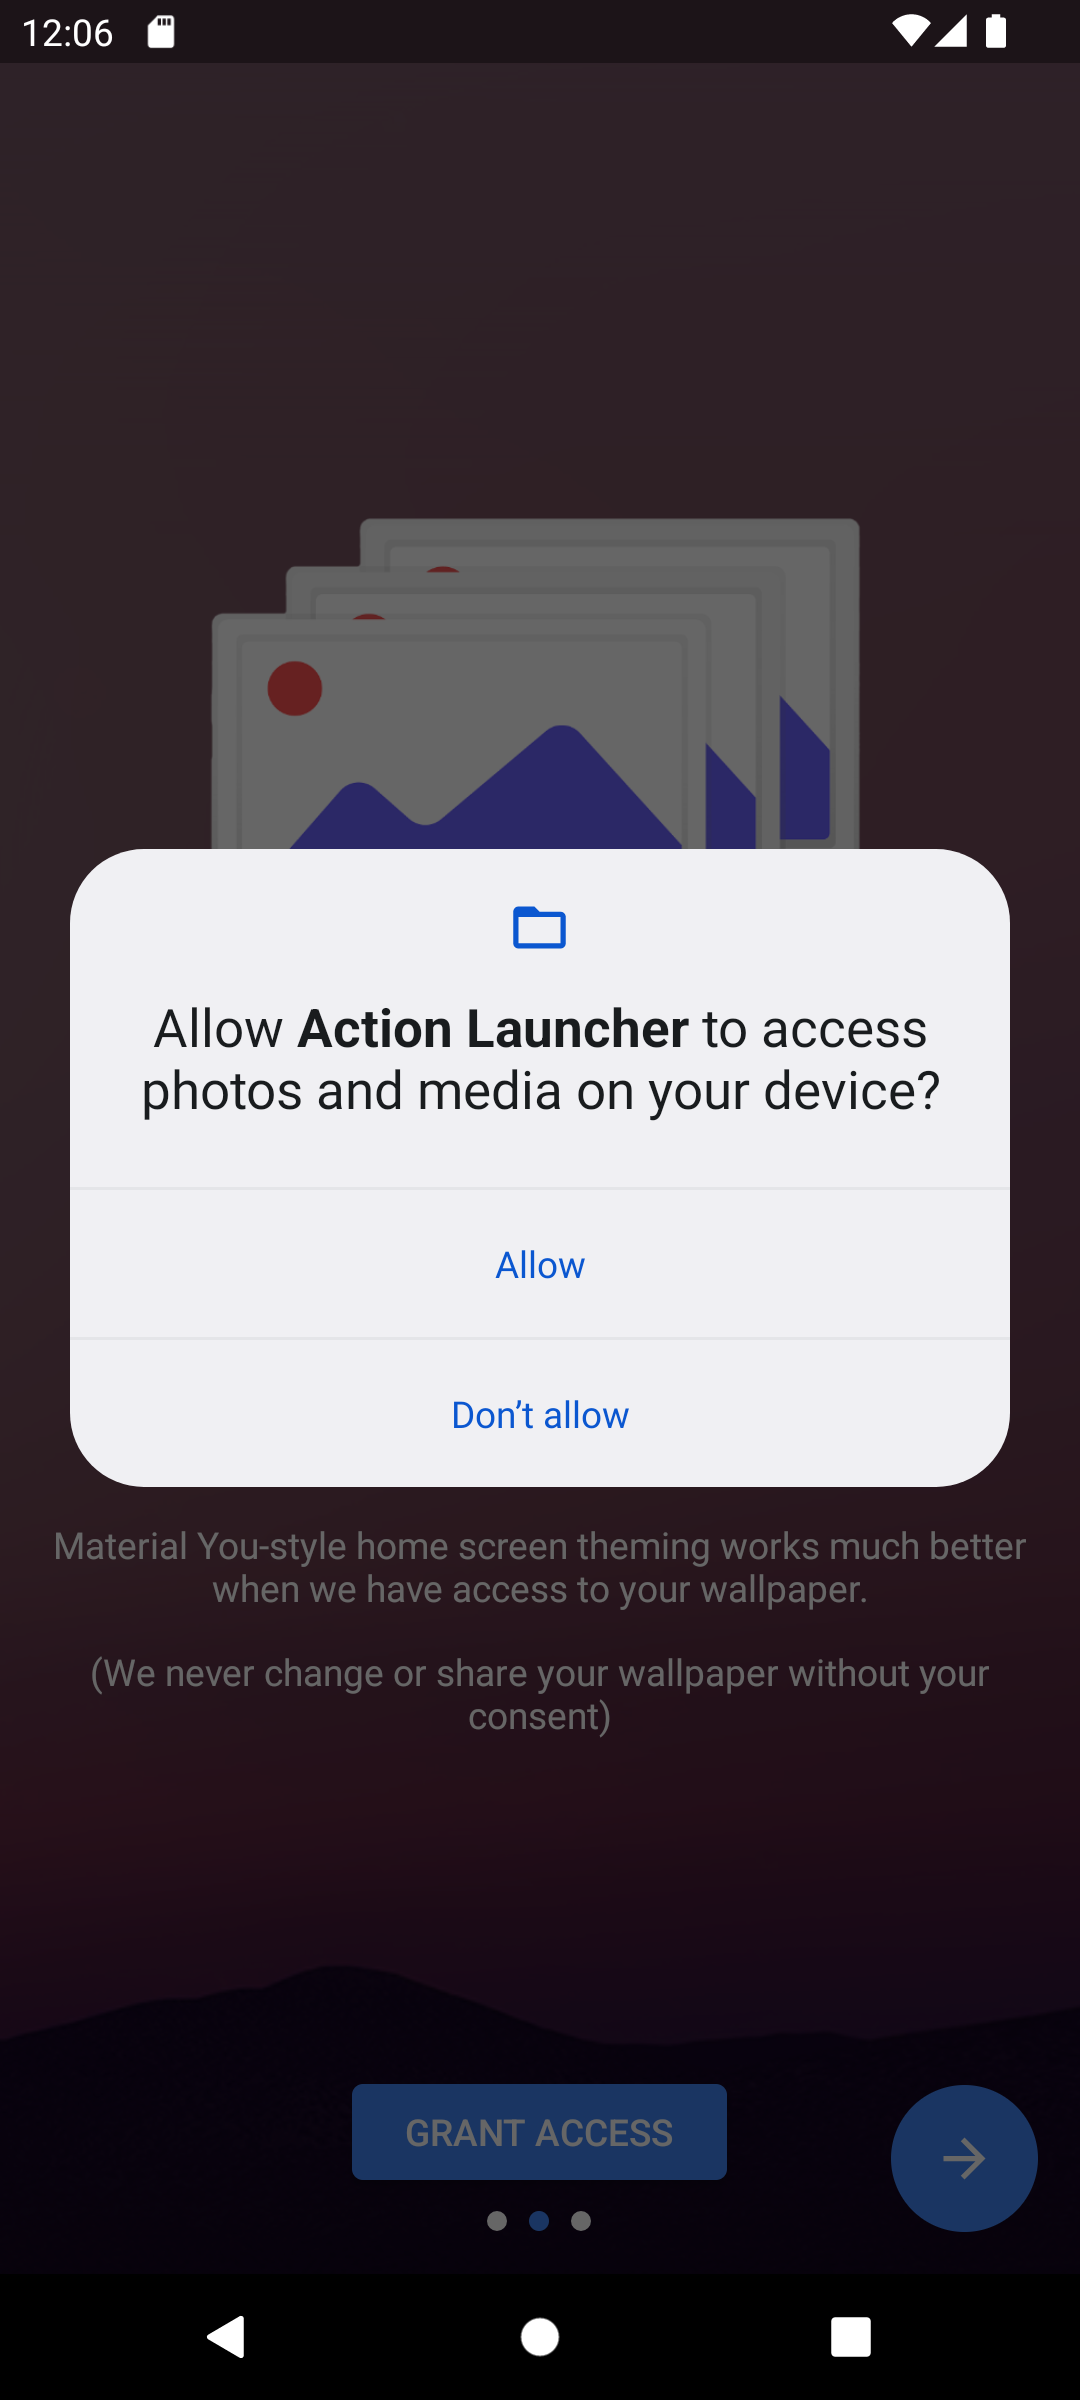 12:06
Allow Action Launcher to access
photos and media on your device?
Allow
Don’t allow
Material You-style home screen theming works much better
when we have access to your wallpaper.
(We never change or share your wallpaper without your
consent)
GRANT ACCESS